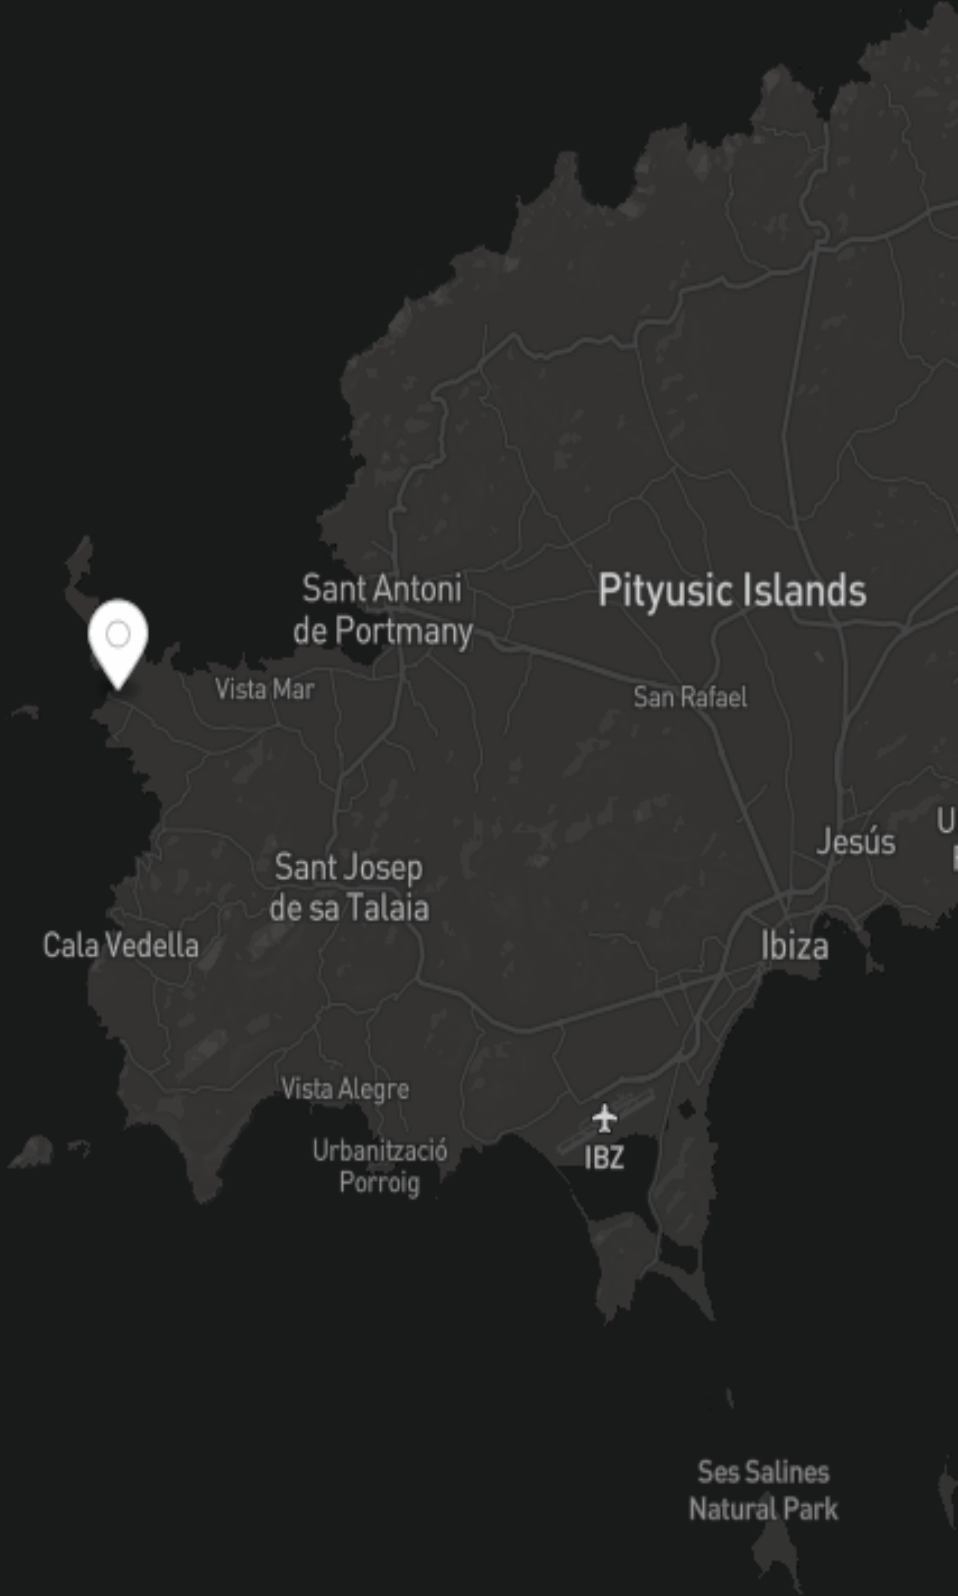 Sant Antoni
de Portmany
Pityusic Islands
Vista Mar
San Rafael
Jesús
U
Sant Josep
de sa Talaia
Cala Vedella
Ibiza
Vista Alegre
Urbanització
Porroig
IBZ
Ses Salines
Natural Park